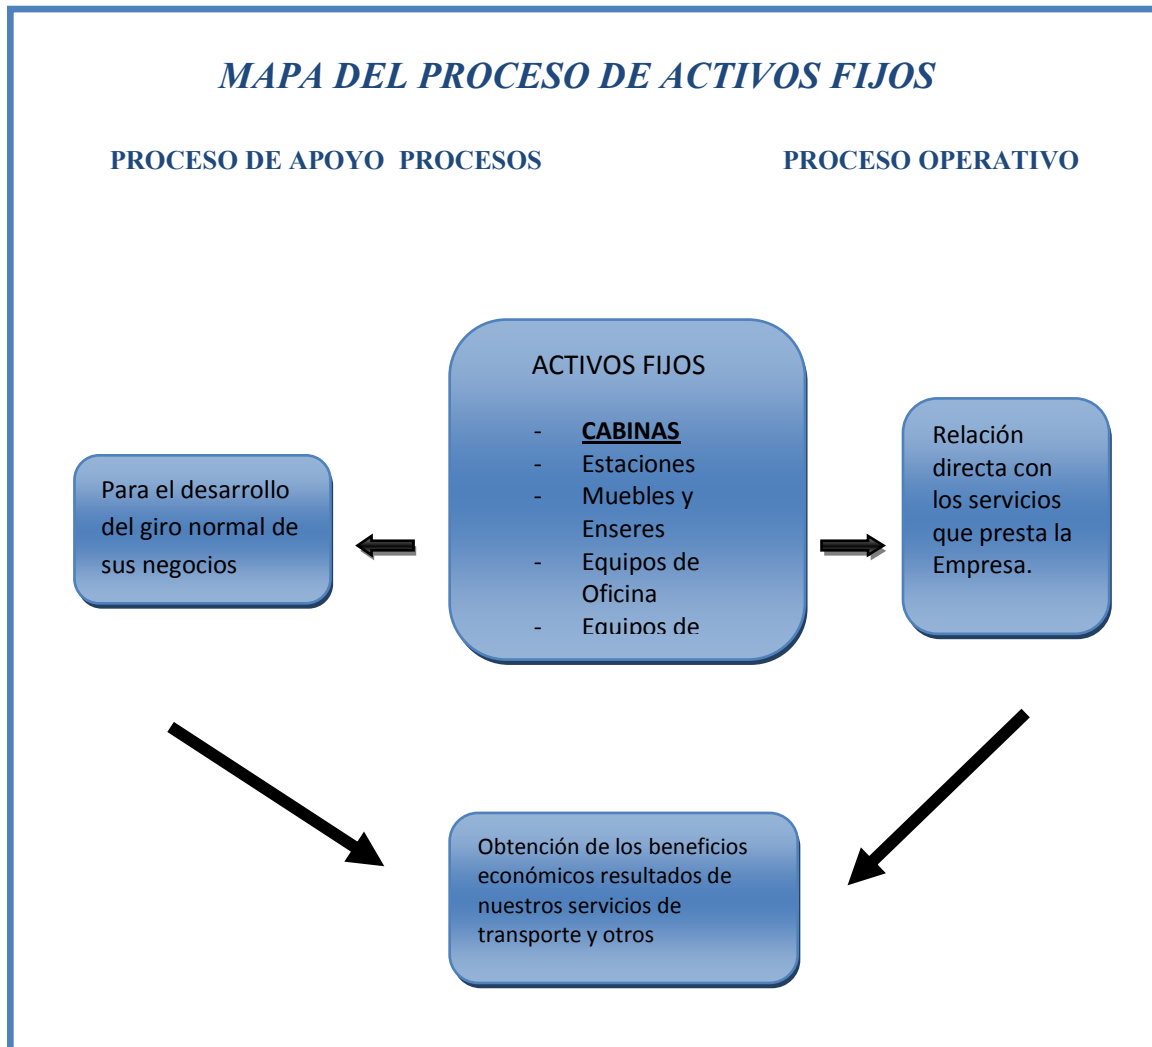 MAPA DEL PROCESO DE ACTIVOS FIJOS
PROCESO DE APOYO PROCESOS PROCESO OPERATIVO
ACTIVOS FIJOS
- CABINAS
- Estaciones
- Muebles y
Enseres
- Equipos de
Oficina
- Equipos de
Para el desarrollo
del giro normal de
sus negocios
Relación
directa con
los servicios
que presta la
Empresa.
Obtención de los beneficios
económicos resultados de
nuestros servicios de
transporte y otros